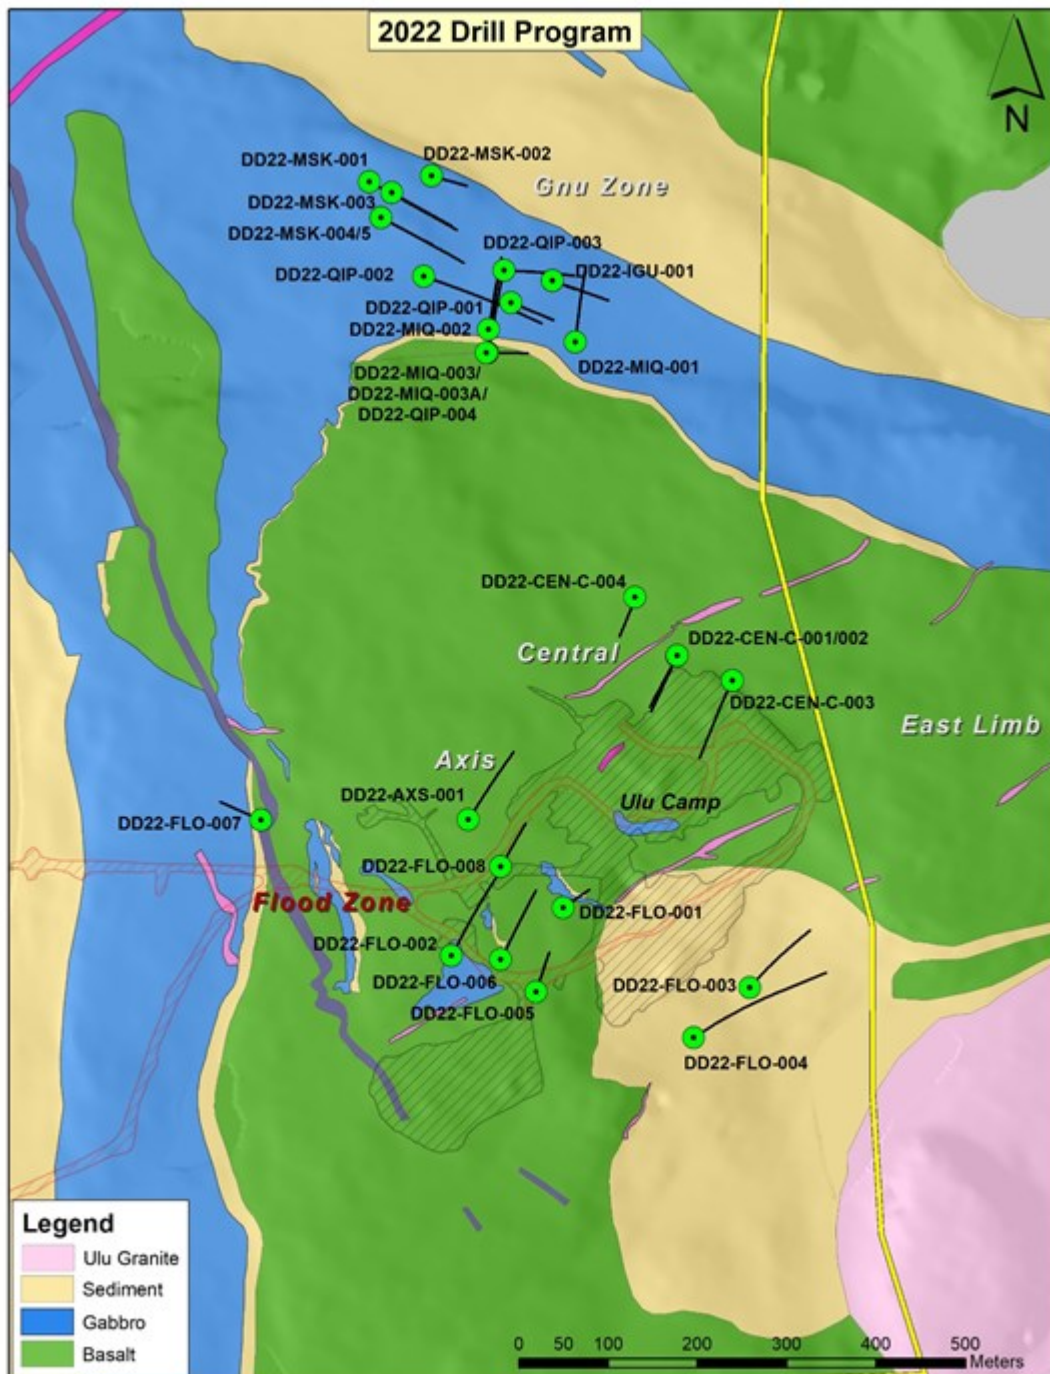 2022 Drill Program
N
DD22-MSK-001
DD22-MSK-002
Gnu Zone
DD22-MSK-003
DD22-MSK-004/5
DD22-QIP-003
DD22-QIP-002
DD22-IGU-001
DD22-QIP-001
DD22-MIQ-002
DD22-MIQ-001
DD22-MIQ-003/
DD22-MIQ-003A/
DD22-QIP-004
DD22-CEN-C-004
DD22-CEN-C-001/002
Central
DD22-CEN-C-003
East Limb
Axis
DD22-AXS-001
Ulu Camp
DD22-FLO-007
DD22-FLO-008
Flood Zone
DD22-FLO-001
DD22-FLO-002
DD22-FLO-006
DD22-FLO-003
DD22-FLO-005
DD22-FLO-004
Legend
Ulu Granite
Sediment
Gabbro
Basalt
0 50 100 200 300 400 500
Meters